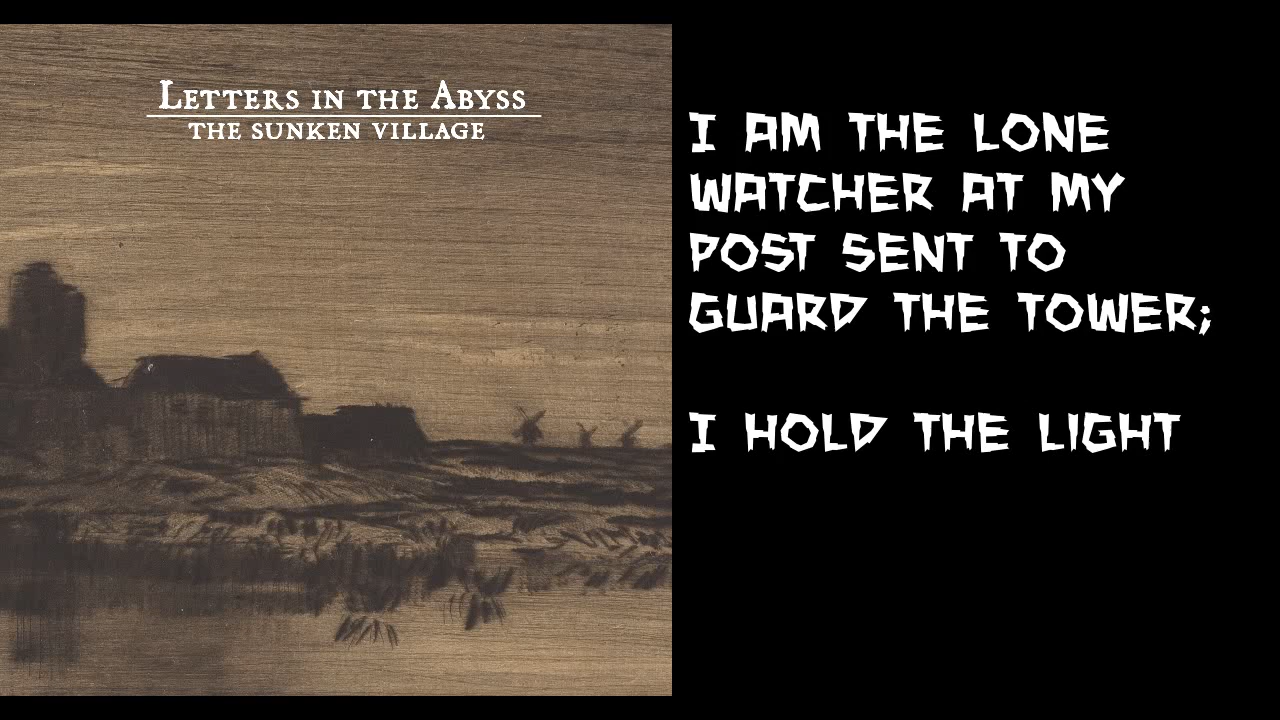 Letters in the Abyss
the sunken village
I AM THE LONE
WATCHER AT MY
POST SENT TO
GUARD THE TOWER;
I HOLD THE LIGHT